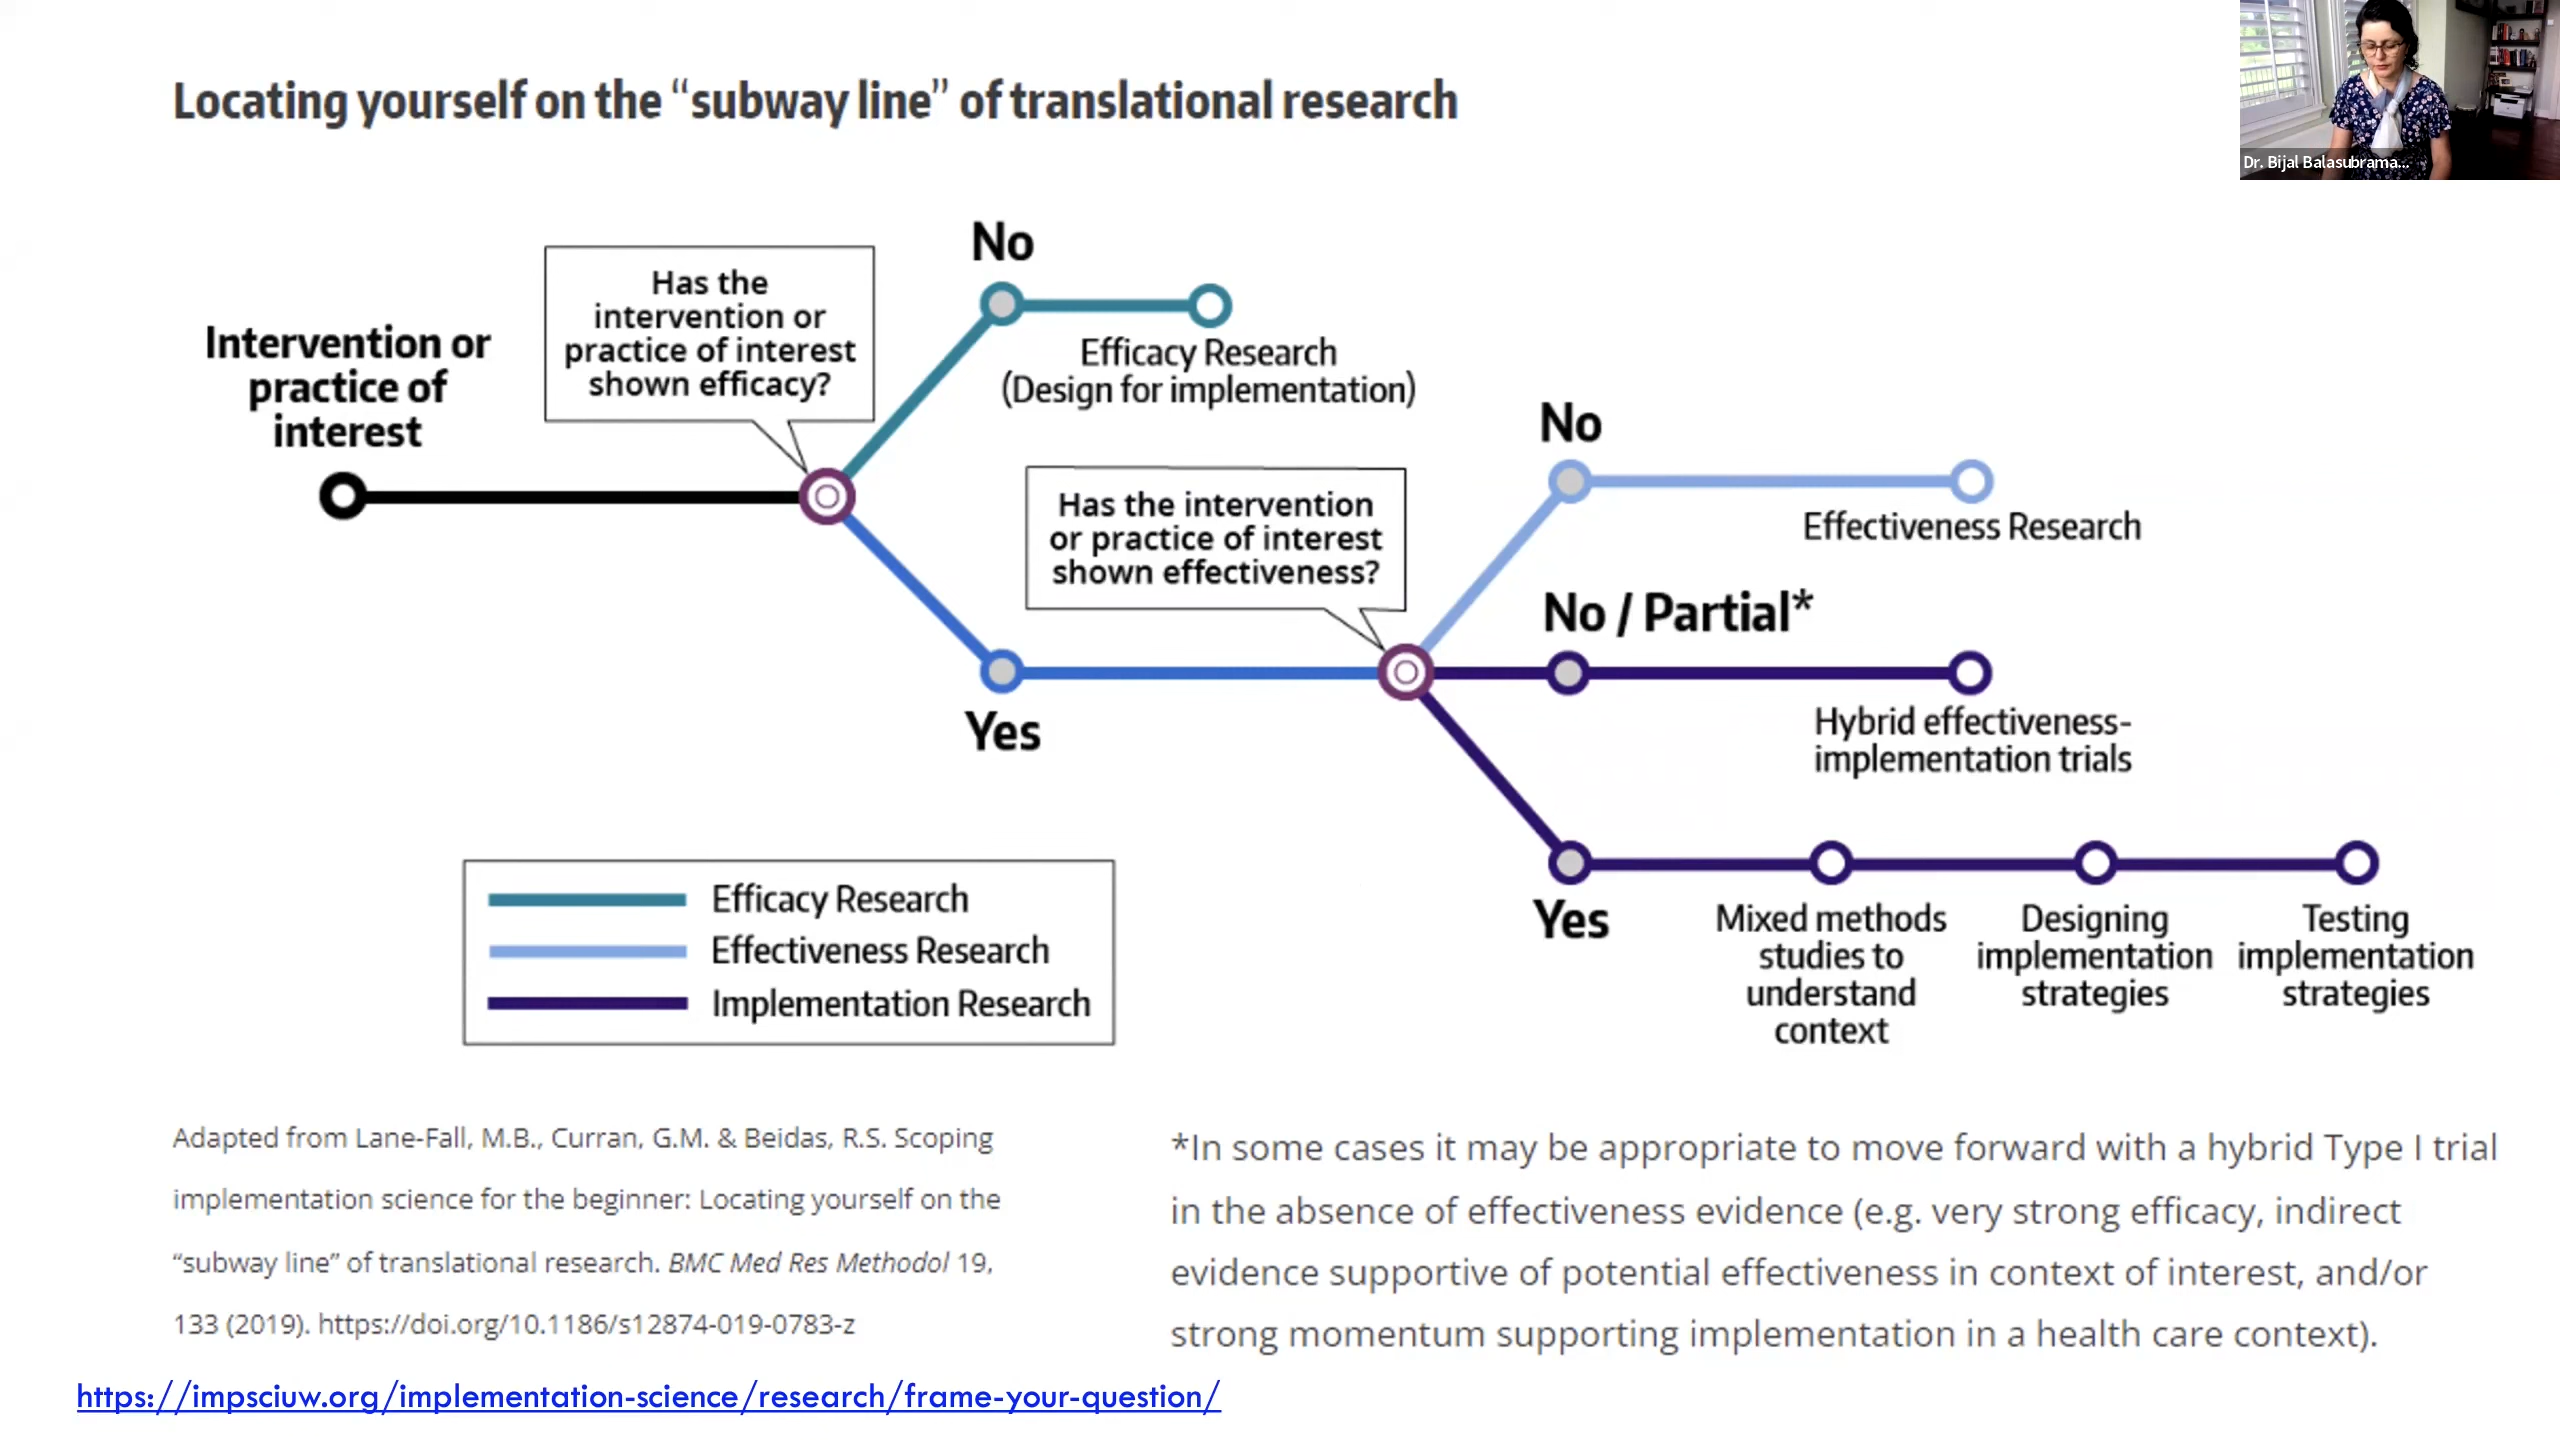 Locating yourself on the “subway line” of translational research
Dr. Bijal Balasubrama...
Intervention or
practice of
interest
Has the
intervention or
practice of interest
shown efficacy?
No
Efficacy Research
(Design for implementation)
Yes
Has the intervention
or practice of interest
shown effectiveness?
No
Effectiveness Research
No / Partial*
Hybrid effectiveness-
implementation trials
Yes
Mixed methods
studies to
understand
context
Designing
implementation
strategies
Testing
implementation
strategies
Efficacy Research
Effectiveness Research
Implementation Research
Adapted from Lane-Fall, M.B., Curran, G.M. & Beidas, R.S. Scoping
implementation science for the beginner: Locating yourself on the
“subway line” of translational research. BMC Med Res Methodol 19,
133 (2019). https://doi.org/10.1186/s12874-019-0783-z
*In some cases it may be appropriate to move forward with a hybrid Type I trial
in the absence of effectiveness evidence (e.g. very strong efficacy, indirect
evidence supportive of potential effectiveness in context of interest, and/or
strong momentum supporting implementation in a health care context).
https://impsciuw.org/implementation-science/research/frame-your-question/